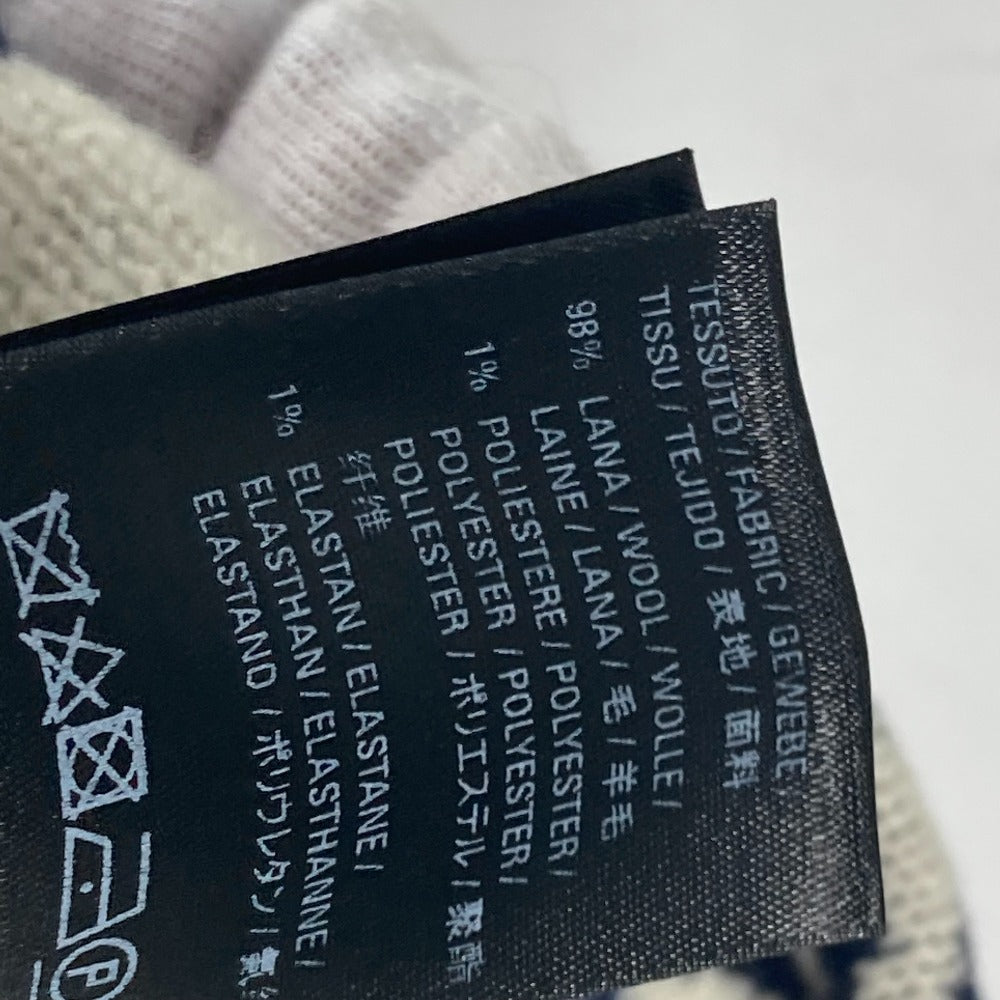 TESSUTO / FABRIC / GEWEBE
TISSU / TEJIDO / 表地 / 面料
98% LANA / WOOL / WOLLE /
LAINE / LANA / 毛 / 羊毛
1% POLIESTERE / POLYESTER /
POLYESTER / POLYESTER /
POLIESTER / ポリエステル / 聚酯
纤维
1% ELASTAN / ELASTANE /
ELASTHAN / ELASTHANNE /
ELASTANO / ポリウレタン /
P